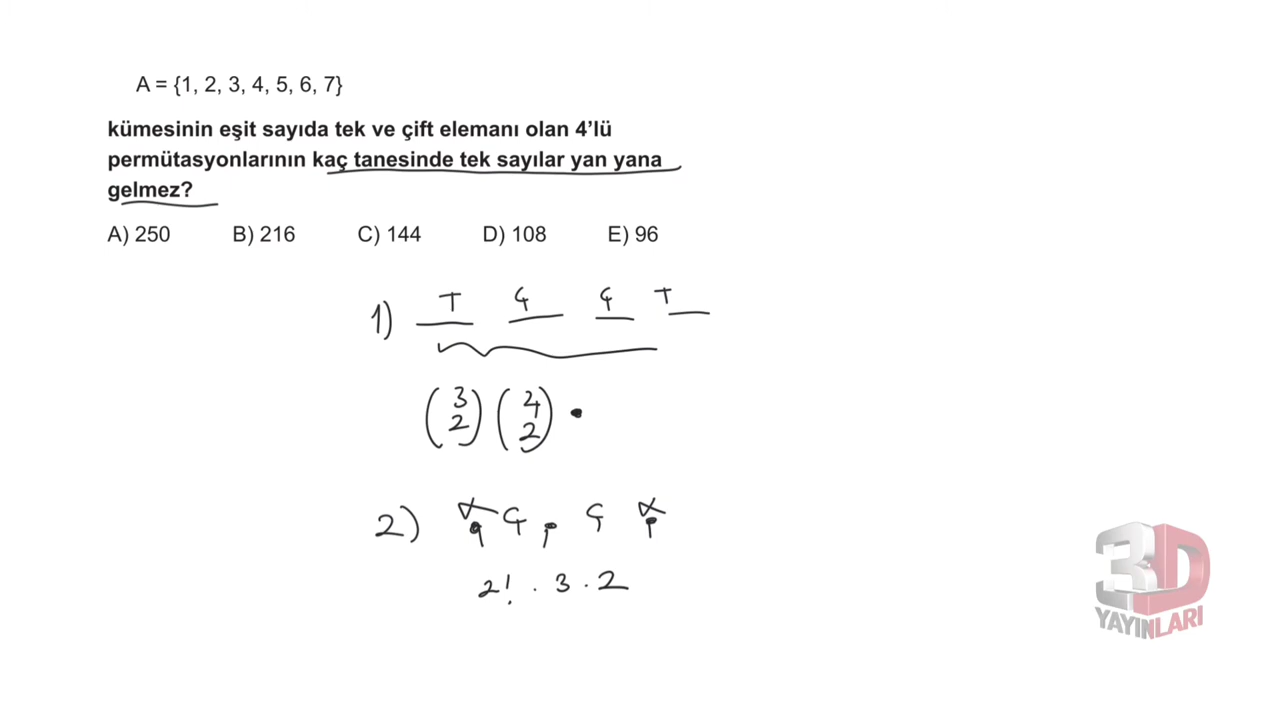 A = {1, 2, 3, 4, 5, 6, 7}
kümesinin eşit sayıda tek ve çift elemanı olan 4’lü
permütasyonlarının kaç tanesinde tek sayılar yan yana
gelmez?
A) 250 B) 216 C) 144 D) 108 E) 96
1) T Ç Ç T
(3 2) (4 2) ·
2) Ç Ç
2! . 3 . 2
3D
YAYINLARI